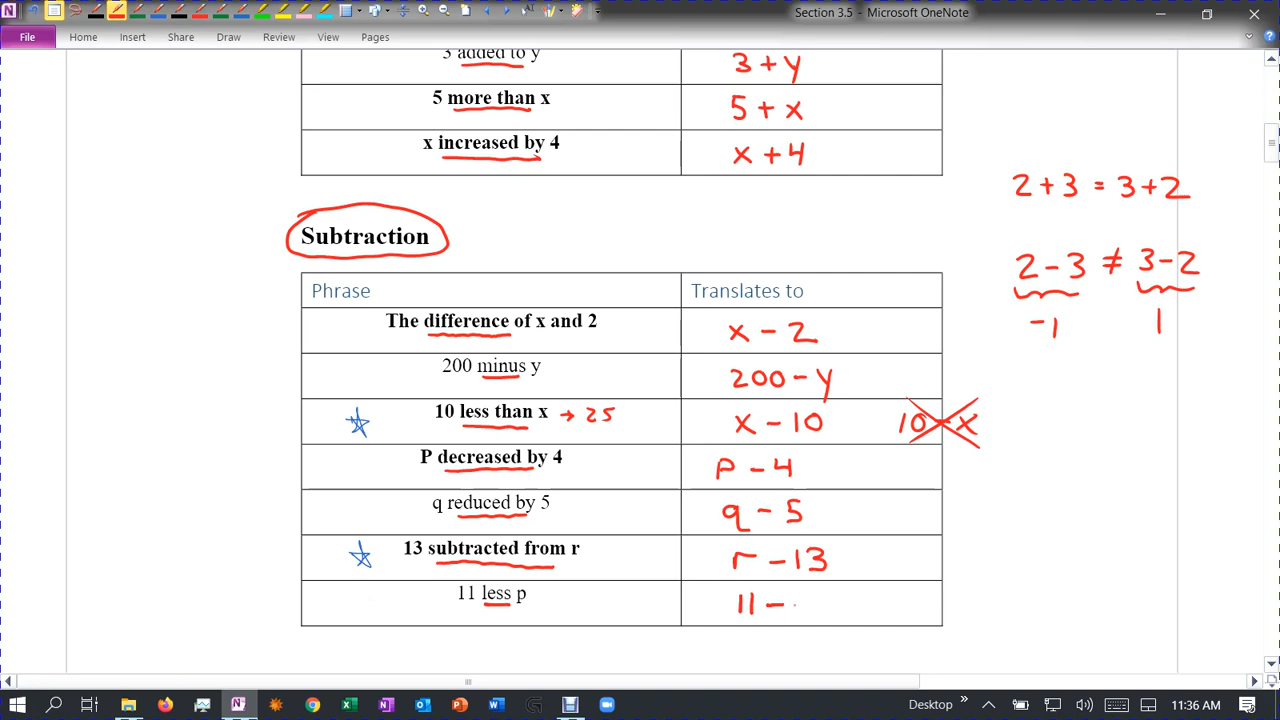 Section 3.5 - Microsoft OneNote
File Home Insert Share Draw Review View Pages
3 added to y 3 + y
5 more than x 5 + x
x increased by 4 x + 4
2 + 3 = 3 + 2
Subtraction
2 - 3 ≠ 3 - 2
-1 1
Phrase Translates to
The difference of x and 2 x - 2
200 minus y 200 - y
10 less than x → 25 x - 10 10 - x
P decreased by 4 P - 4
q reduced by 5 q - 5
13 subtracted from r r - 13
11 less p 11 -
Desktop 11:36 AM